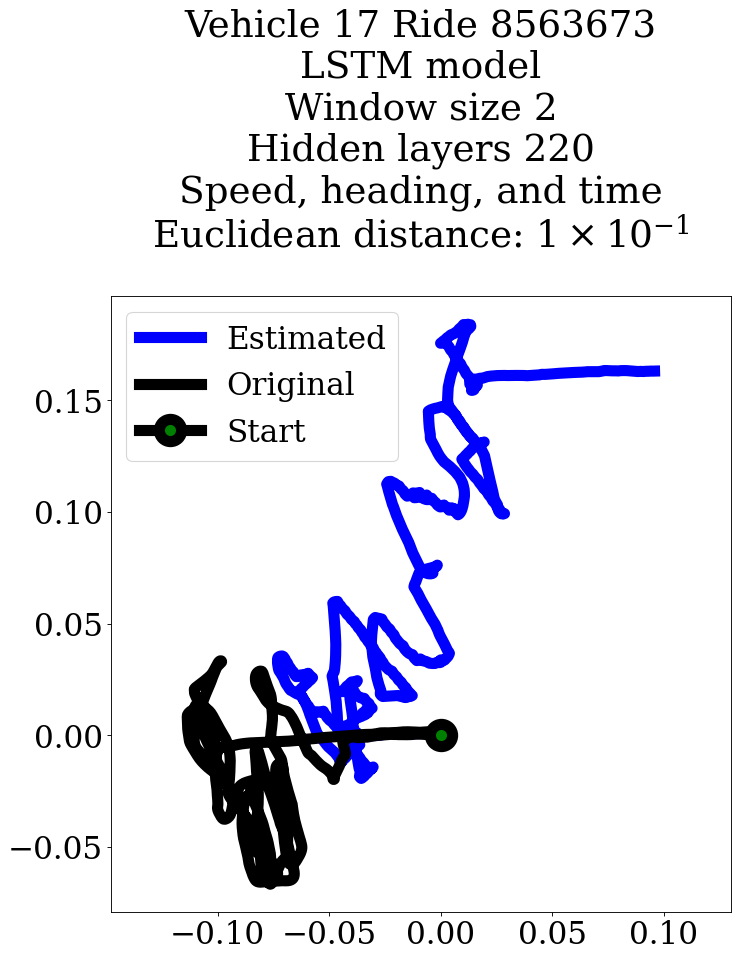 Vehicle 17 Ride 8563673
LSTM model
Window size 2
Hidden layers 220
Speed, heading, and time
Euclidean distance: 1 × 10⁻¹
Estimated
Original
Start
0.15
0.10
0.05
0.00
−0.05
−0.10 −0.05 0.00 0.05 0.10